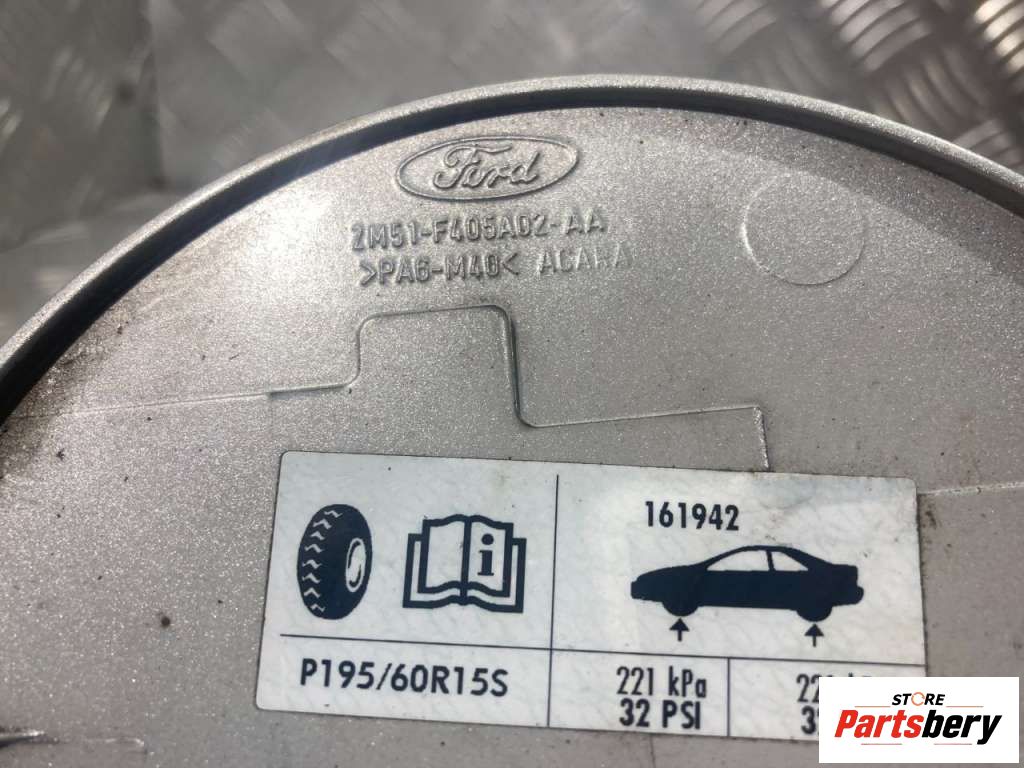 Ford
2M51-F405A02-AA
>PA6-M40< ACARA
161942
P195/60R15S
221 kPa
32 PSI
STORE
Partsbery